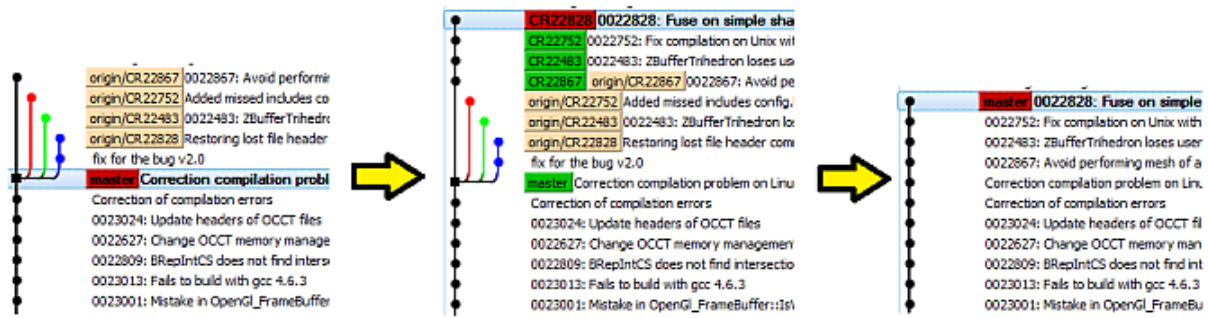 origin/CR22867 0022867: Avoid performin
origin/CR22752 Added missed includes co
origin/CR22483 0022483: ZBufferTrihedro
origin/CR22828 Restoring lost file header
fix for the bug v2.0
master Correction compilation probl
Correction of compilation errors
0023024: Update headers of OCCT files
0022627: Change OCCT memory manage
0022809: BRepIntCS does not find inters
0023013: Fails to build with gcc 4.6.3
0023001: Mistake in OpenGl_FrameBuffer
CR22828 0022828: Fuse on simple sha
CR22752 0022752: Fix compilation on Unix wit
CR22483 0022483: ZBufferTrihedron loses use
CR22867 origin/CR22867 0022867: Avoid pe
origin/CR22752 Added missed includes config.
origin/CR22483 0022483: ZBufferTrihedron lo
origin/CR22828 Restoring lost file header com
fix for the bug v2.0
master Correction compilation problem on Linu
Correction of compilation errors
0023024: Update headers of OCCT files
0022627: Change OCCT memory management
0022809: BRepIntCS does not find intersectio
0023013: Fails to build with gcc 4.6.3
0023001: Mistake in OpenGl_FrameBuffer::Is
master 0022828: Fuse on simple
0022752: Fix compilation on Unix with
0022483: ZBufferTrihedron loses user
0022867: Avoid performing mesh of a
Correction compilation problem on Linu
Correction of compilation errors
0023024: Update headers of OCCT fil
0022627: Change OCCT memory man
0022809: BRepIntCS does not find int
0023013: Fails to build with gcc 4.6.3
0023001: Mistake in OpenGl_FrameBu